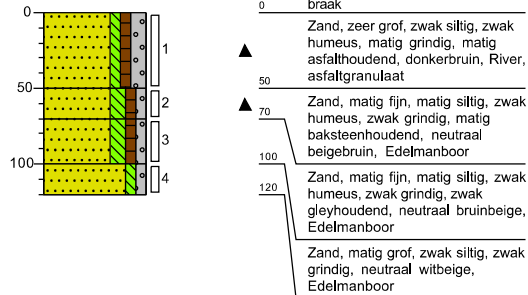 0
50
100
1
2
3
4
0
braak
Zand, zeer grof, zwak siltig, zwak
humeus, matig grindig, matig
asfalthoudend, donkerbruin, River,
asfaltgranulaat
50
Zand, matig fijn, matig siltig, zwak
humeus, zwak grindig, matig
baksteenhoudend, neutraal
beigebruin, Edelmanboor
70
Zand, matig fijn, matig siltig, zwak
humeus, zwak grindig, zwak
gleyhoudend, neutraal bruinbeige,
Edelmanboor
100
Zand, matig grof, zwak siltig, zwak
grindig, neutraal witbeige,
Edelmanboor
120